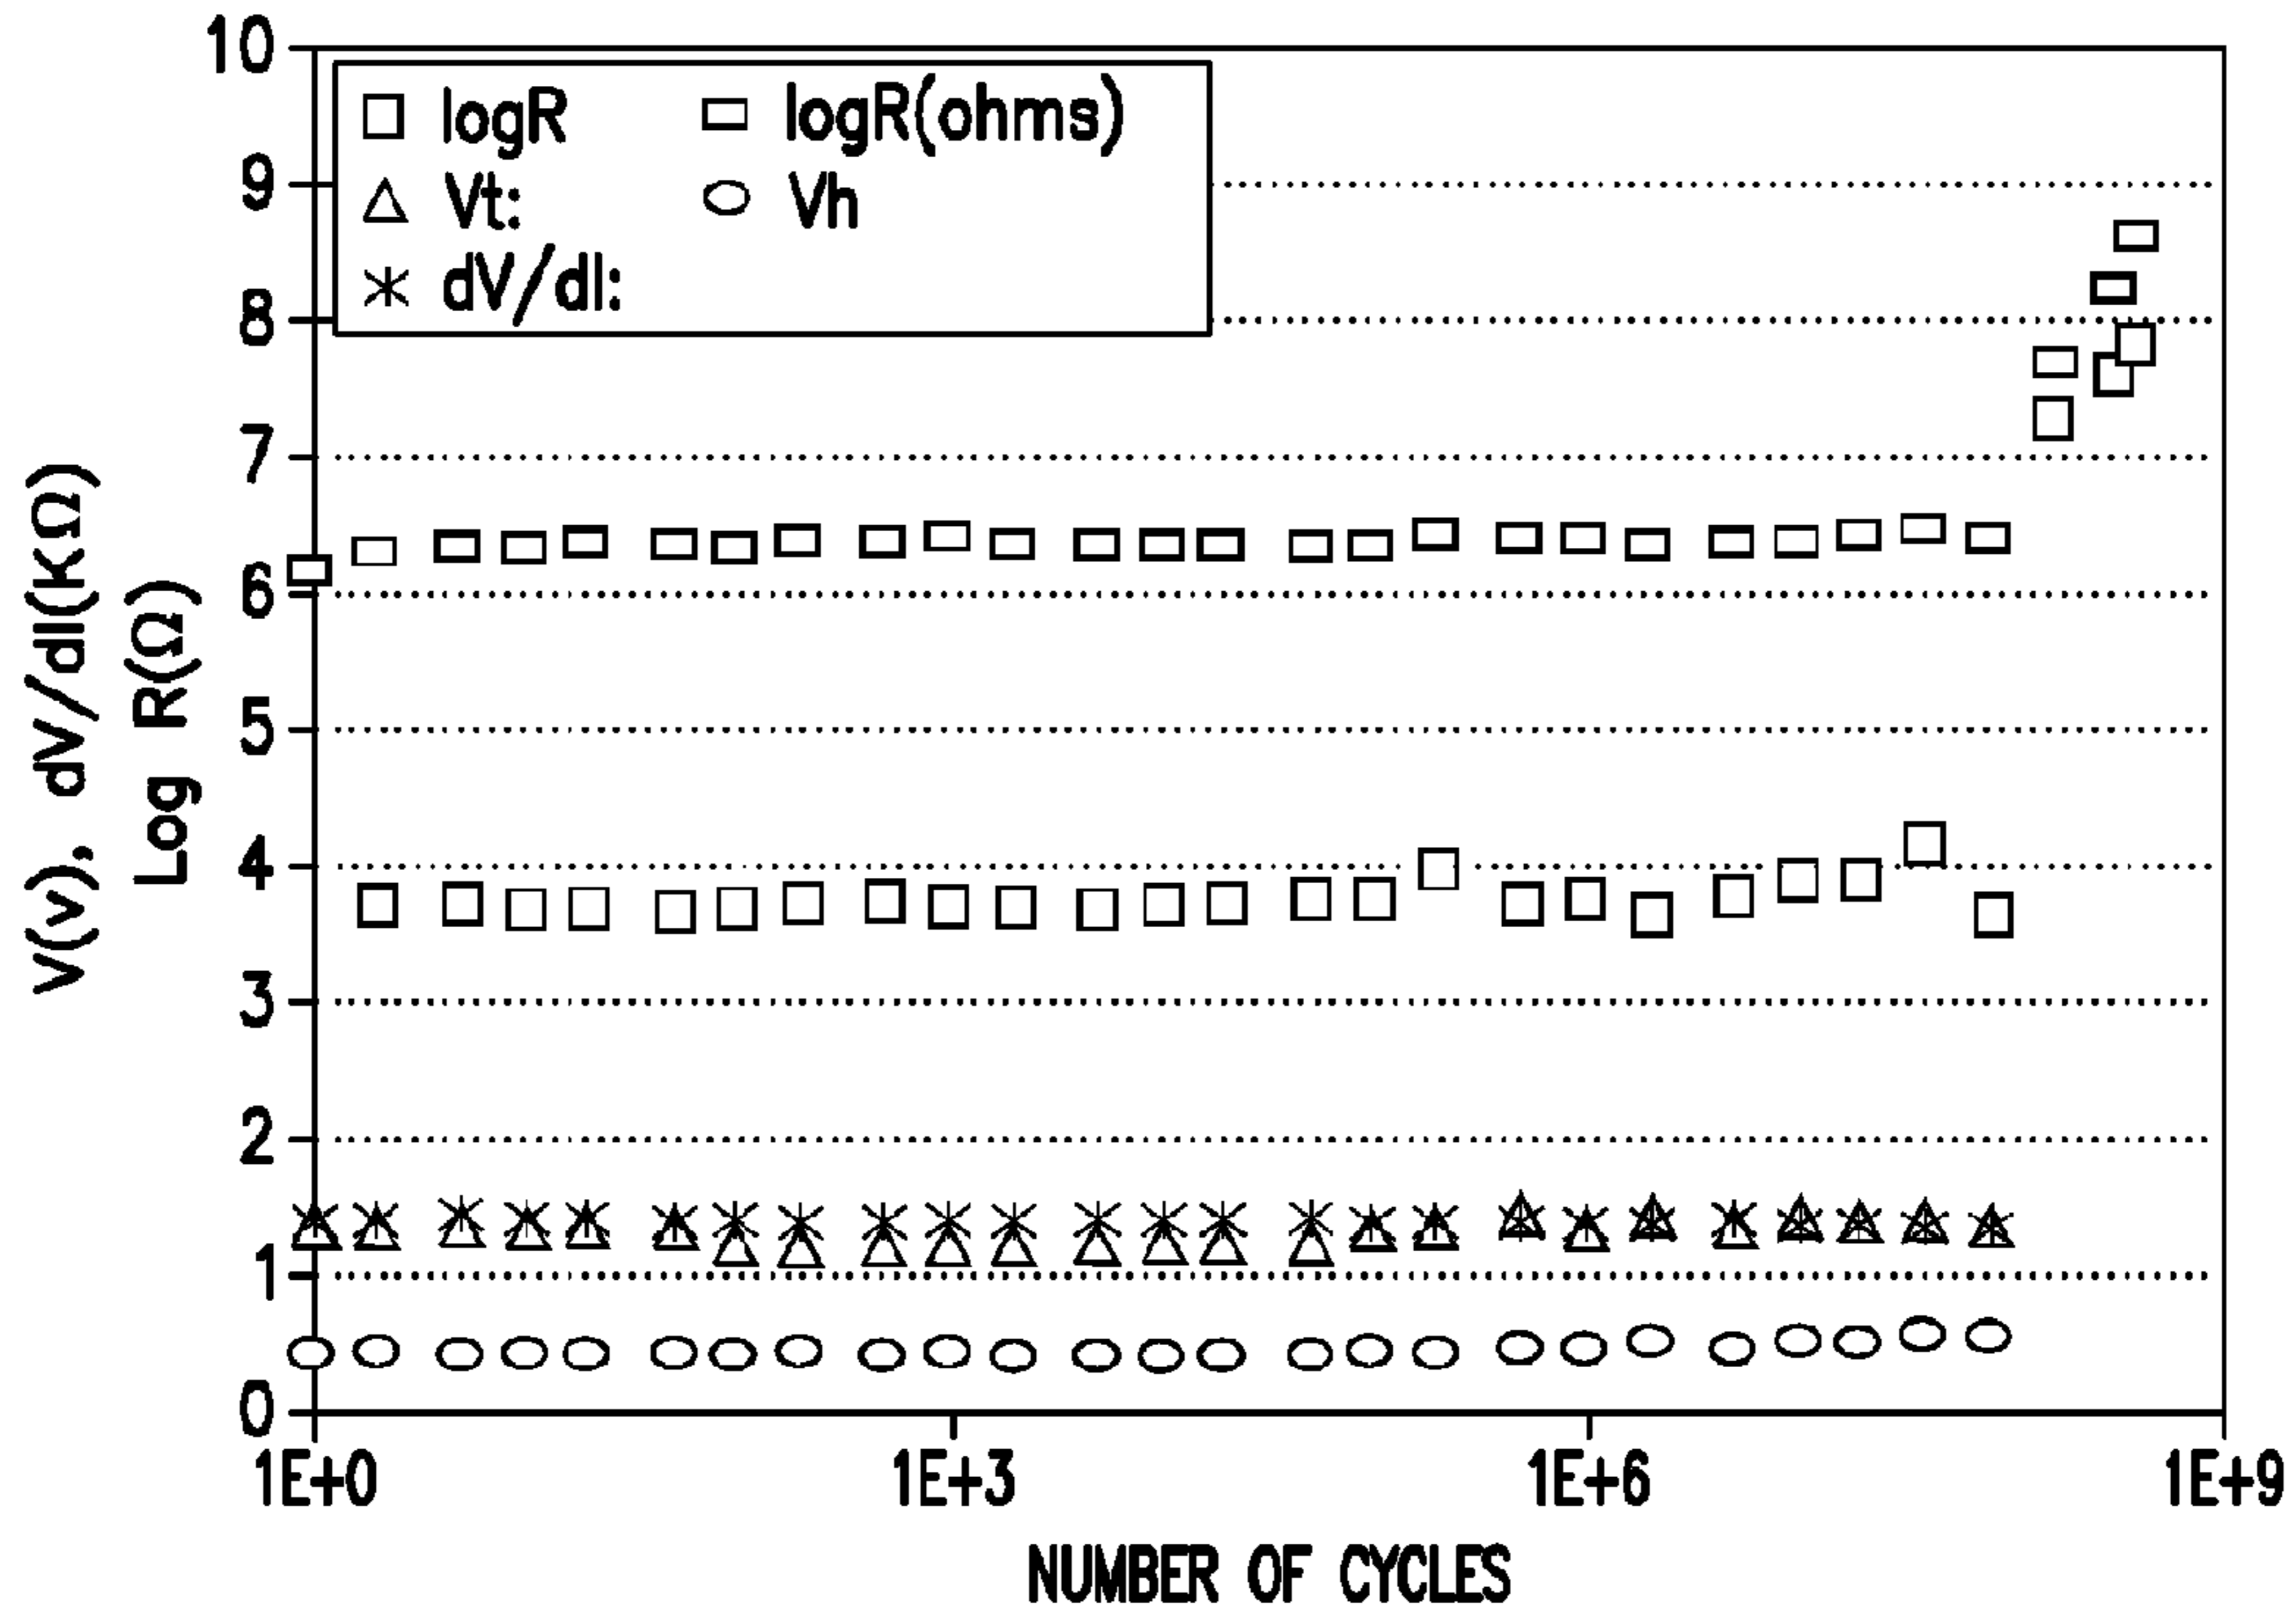 10
9
8
7
6
5
4
3
2
1
0
logR
logR(ohms)
Vt:
Vh
dV/dI:
V(v), dV/dI(KΩ)
Log R(Ω)
1E+0
1E+3
1E+6
1E+9
NUMBER OF CYCLES